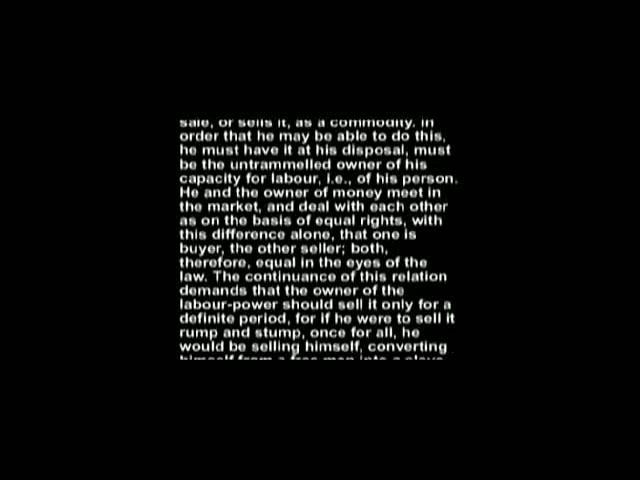 sale, or sells it, as a commodity. In
order that he may be able to do this,
he must have it at his disposal, must
be the untrammelled owner of his
capacity for labour, i.e., of his person.
He and the owner of money meet in
the market, and deal with each other
as on the basis of equal rights, with
this difference alone, that one is
buyer, the other seller; both,
therefore, equal in the eyes of the
law. The continuance of this relation
demands that the owner of the
labour-power should sell it only for a
definite period, for if he were to sell it
rump and stump, once for all, he
would be selling himself, converting
himself from a free man into a slave